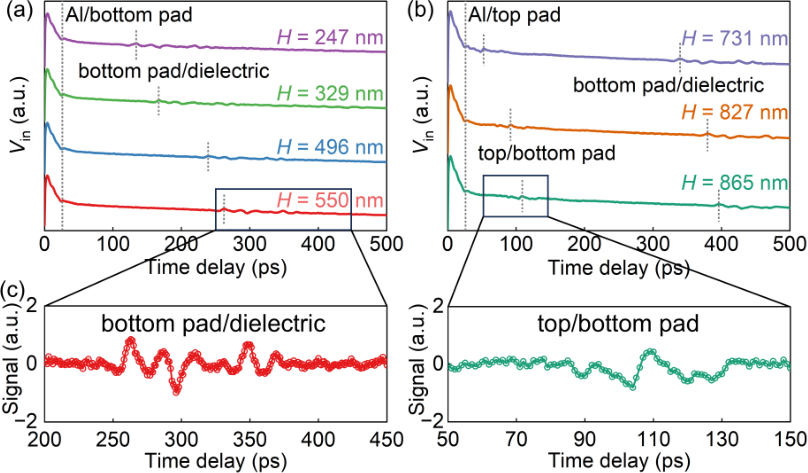 (a)
Al/bottom pad
H = 247 nm
bottom pad/dielectric
H = 329 nm
H = 496 nm
H = 550 nm
Vin (a.u.)
0 100 200 300 400 500
Time delay (ps)
(b)
Al/top pad
H = 731 nm
bottom pad/dielectric
H = 827 nm
top/bottom pad
H = 865 nm
Vin (a.u.)
0 100 200 300 400 500
Time delay (ps)
(c)
bottom pad/dielectric
Signal (a.u.)
2
0
−2
200 250 300 350 400 450
Time delay (ps)
top/bottom pad
Signal (a.u.)
2
0
−2
50 70 90 110 130 150
Time delay (ps)